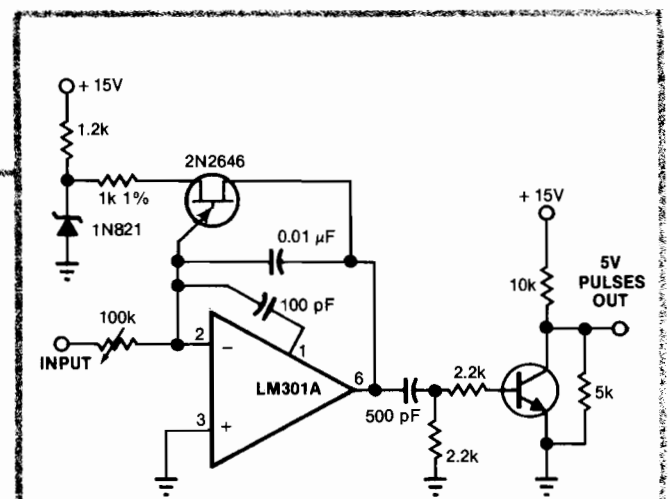 + 15V
1.2k
2N2646
1k 1%
1N821
+ 15V
0.01 µF
5V
PULSES
OUT
10k
100 pF
100k
2
1
INPUT
LM301A
6
2.2k
5k
3
500 pF
2.2k
−
+